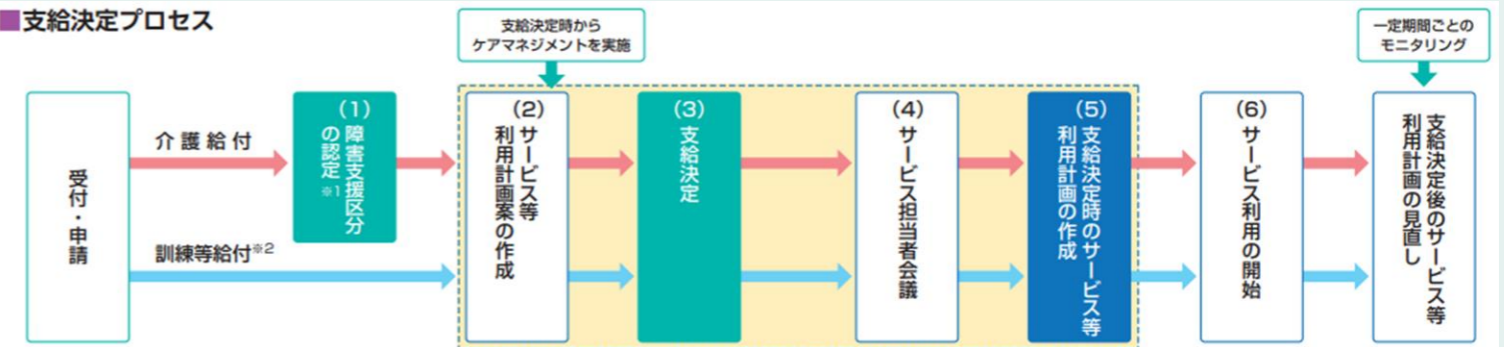 ■支給決定プロセス
支給決定時から
ケアマネジメントを実施
一定期間ごとの
モニタリング
受付・申請
介護給付
訓練等給付※2
(1)
障害支援区分
の認定※1
(2)
サービス等
利用計画案の作成
(3)
支給決定
(4)
サービス担当者会議
(5)
支給決定時のサービス等
利用計画の作成
(6)
サービス利用の開始
支給決定後のサービス等
利用計画の見直し